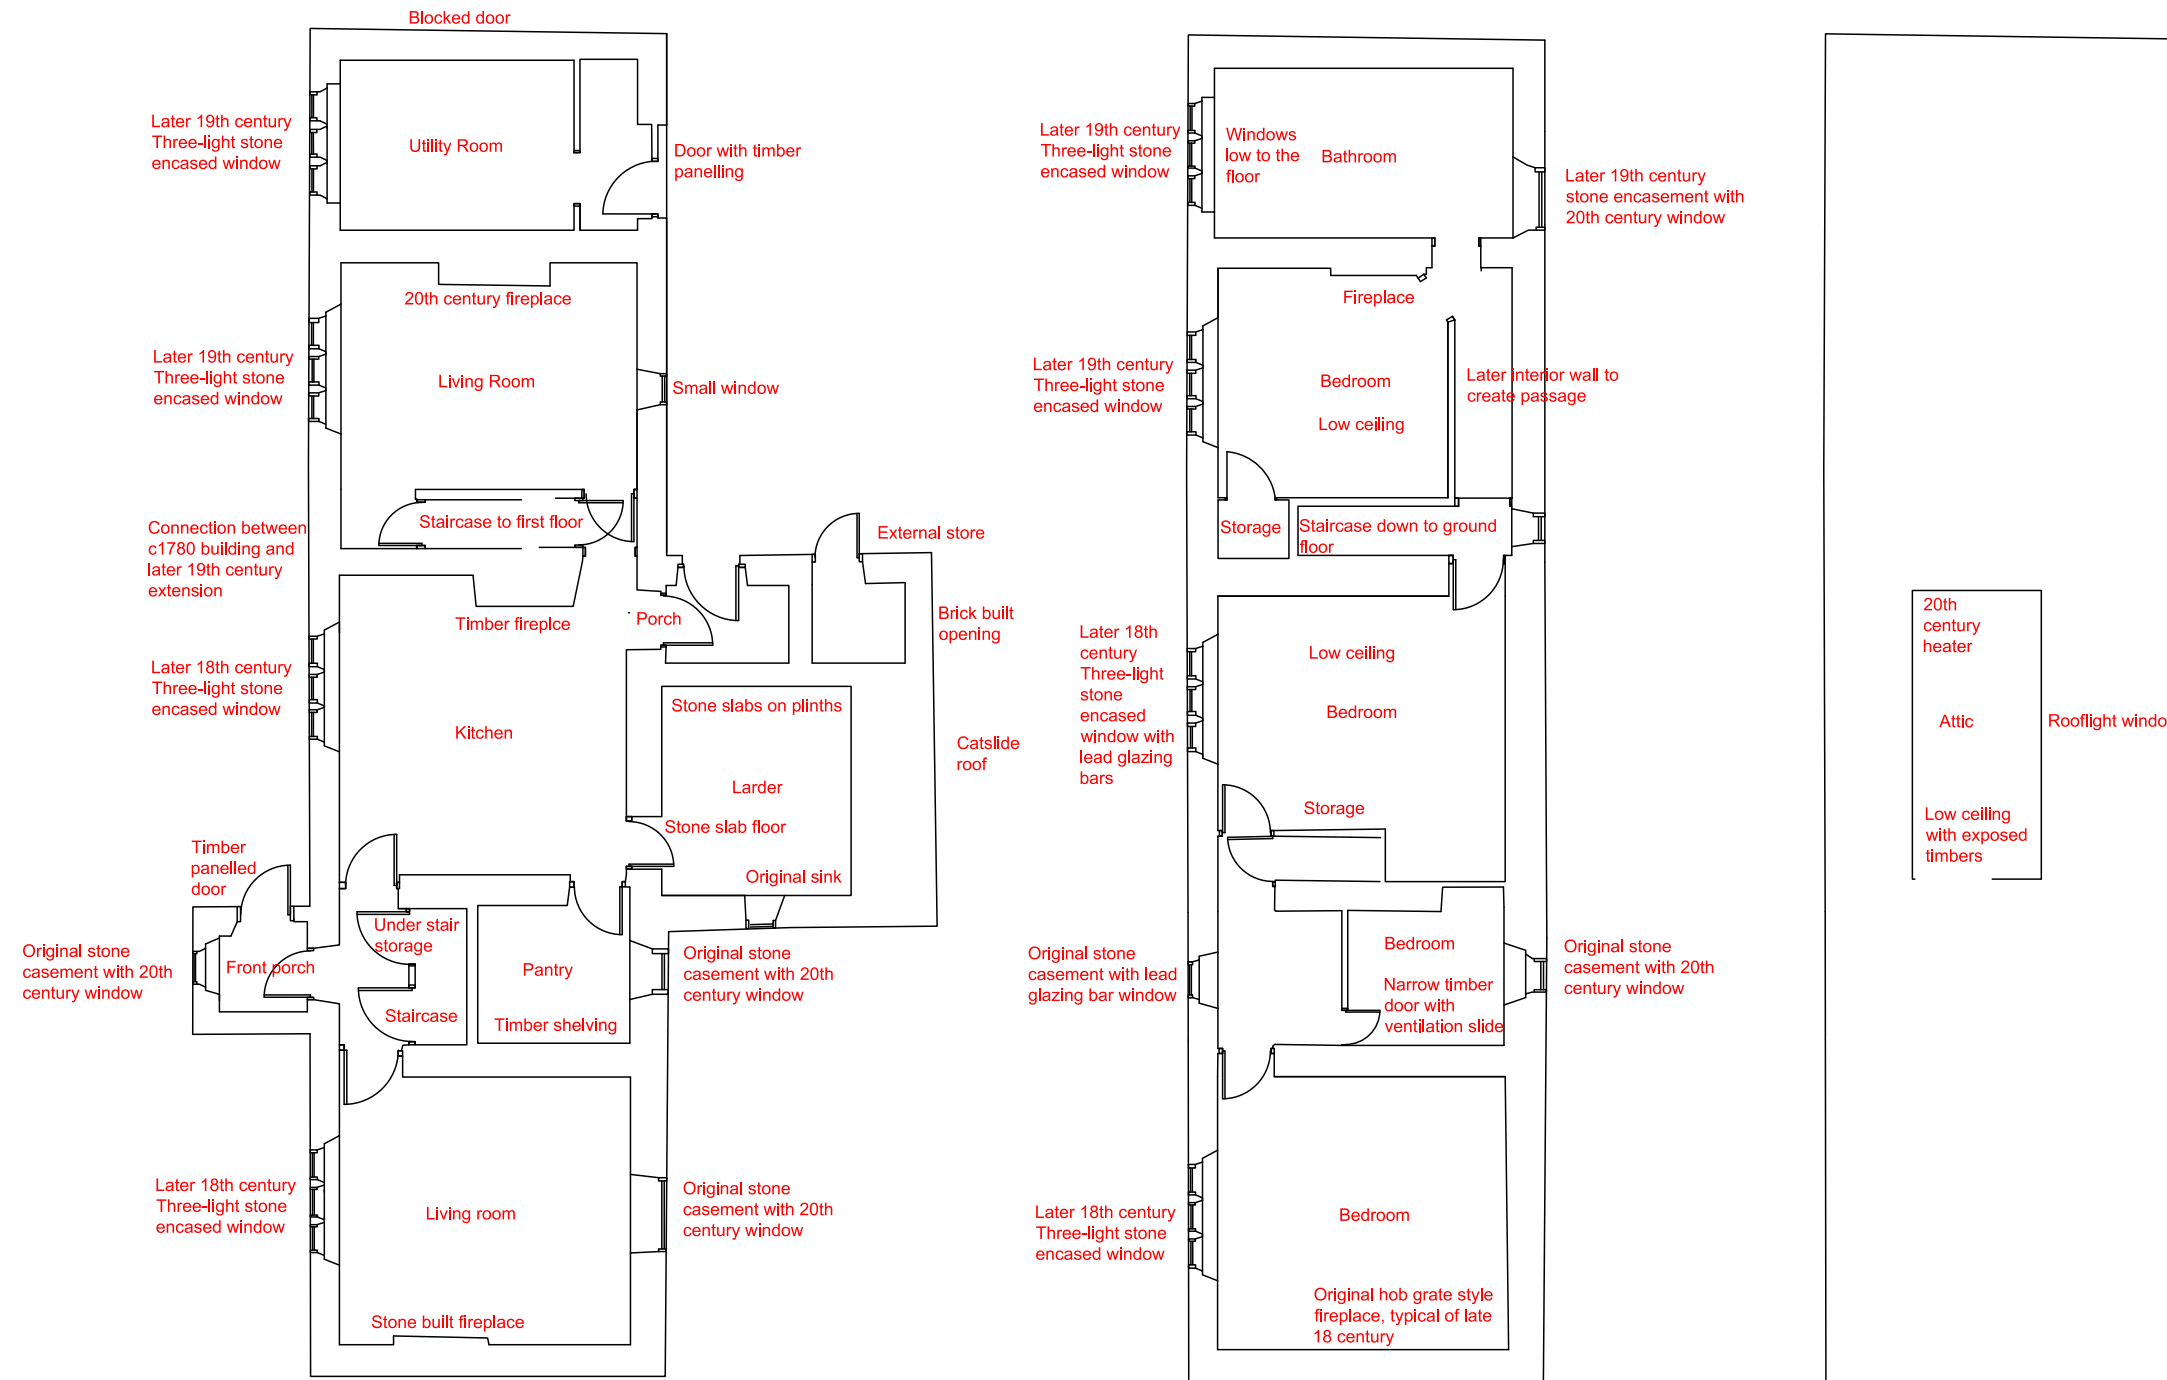 Blocked door
Later 19th century
Three-light stone
encased window
Utility Room
Door with timber
panelling
20th century fireplace
Later 19th century
Three-light stone
encased window
Living Room
Small window
Connection between
c1780 building and
later 19th century
extension
Staircase to first floor
External store
Timber fireplce
Porch
Brick built
opening
Later 18th century
Three-light stone
encased window
Kitchen
Stone slabs on plinths
Catslide
roof
Larder
Stone slab floor
Original sink
Timber
panelled
door
Under stair
storage
Original stone
casement with 20th
century window
Front porch
Pantry
Original stone
casement with 20th
century window
Staircase
Timber shelving
Later 18th century
Three-light stone
encased window
Living room
Original stone
casement with 20th
century window
Stone built fireplace
Later 19th century
Three-light stone
encased window
Windows
low to the
floor
Bathroom
Later 19th century
stone encasement with
20th century window
Fireplace
Later 19th century
Three-light stone
encased window
Bedroom
Low ceiling
Later interior wall to
create passage
Storage
Staircase down to ground
floor
Later 18th
century
Three-light
stone
encased
window with
lead glazing
bars
Low ceiling
Bedroom
Storage
Original stone
casement with lead
glazing bar window
Bedroom
Narrow timber
door with
ventilation slide
Original stone
casement with 20th
century window
Later 18th century
Three-light stone
encased window
Bedroom
Original hob grate style
fireplace, typical of late
18 century
20th
century
heater
Attic
Rooflight windo
Low ceiling
with exposed
timbers